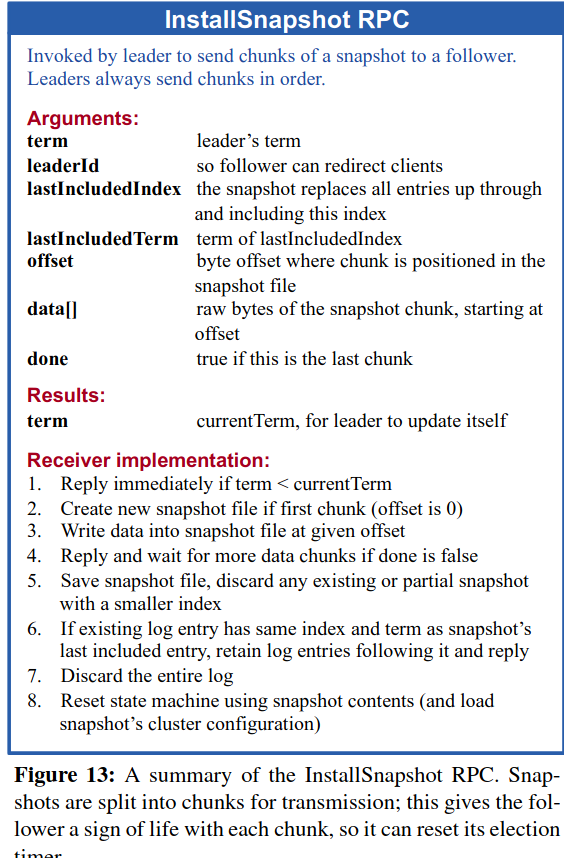 InstallSnapshot RPC
Invoked by leader to send chunks of a snapshot to a follower.
Leaders always send chunks in order.
Arguments:
term leader’s term
leaderId so follower can redirect clients
lastIncludedIndex the snapshot replaces all entries up through
and including this index
lastIncludedTerm term of lastIncludedIndex
offset byte offset where chunk is positioned in the
snapshot file
data[] raw bytes of the snapshot chunk, starting at
offset
done true if this is the last chunk
Results:
term currentTerm, for leader to update itself
Receiver implementation:
1. Reply immediately if term < currentTerm
2. Create new snapshot file if first chunk (offset is 0)
3. Write data into snapshot file at given offset
4. Reply and wait for more data chunks if done is false
5. Save snapshot file, discard any existing or partial snapshot
with a smaller index
6. If existing log entry has same index and term as snapshot’s
last included entry, retain log entries following it and reply
7. Discard the entire log
8. Reset state machine using snapshot contents (and load
snapshot’s cluster configuration)
Figure 13: A summary of the InstallSnapshot RPC. Snap-
shots are split into chunks for transmission; this gives the fol-
lower a sign of life with each chunk, so it can reset its election
timer.